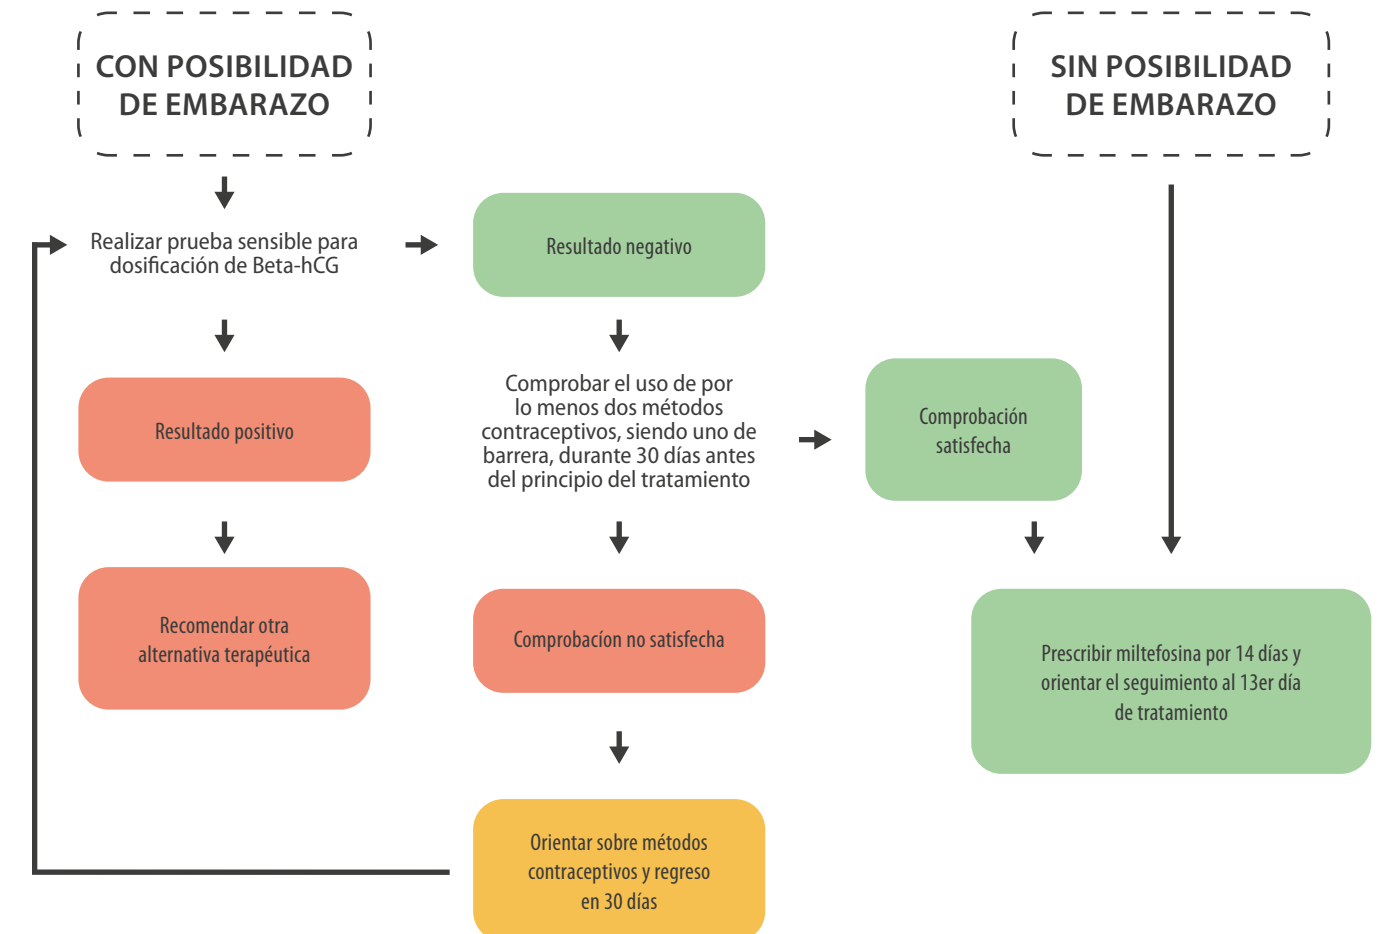 CON POSIBILIDAD
DE EMBARAZO
SIN POSIBILIDAD
DE EMBARAZO
Realizar prueba sensible para
dosificación de Beta-hCG
Resultado negativo
Resultado positivo
Comprobar el uso de por
lo menos dos métodos
contraceptivos, siendo uno de
barrera, durante 30 días antes
del principio del tratamiento
Comprobación
satisfecha
Recomendar otra
alternativa terapéutica
Comprobacíon no satisfecha
Prescribir miltefosina por 14 días y
orientar el seguimiento al 13er día
de tratamiento
Orientar sobre métodos
contraceptivos y regreso
en 30 días